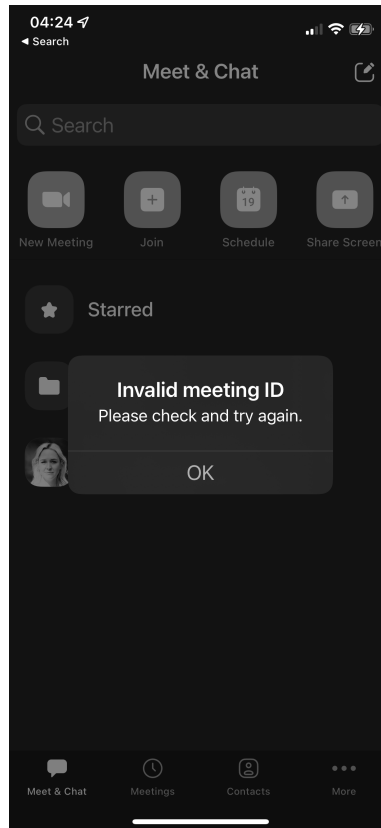 04:24
◀ Search
Meet & Chat
Search
19
New Meeting
Join
Schedule
Share Screen
Starred
Invalid meeting ID
Please check and try again.
OK
Meet & Chat
Meetings
Contacts
More